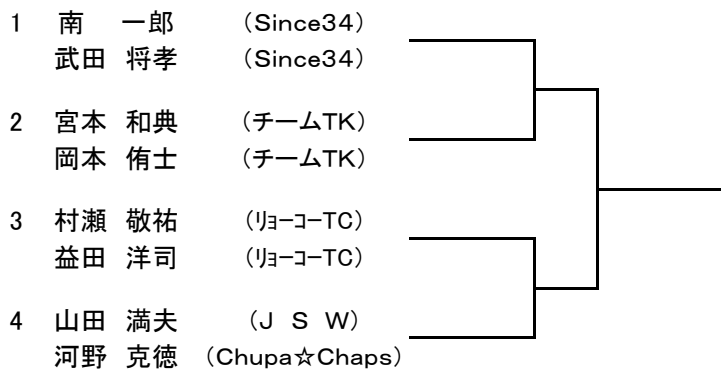 1 南 一郎 （Since34）
武田 将孝 （Since34）
2 宮本 和典 （チームTK）
岡本 侑士 （チームTK）
3 村瀬 敬祐 （ﾘｮｰｺｰTC）
益田 洋司 （ﾘｮｰｺｰTC）
4 山田 満夫 （J S W）
河野 克徳 （Chupa☆Chaps）